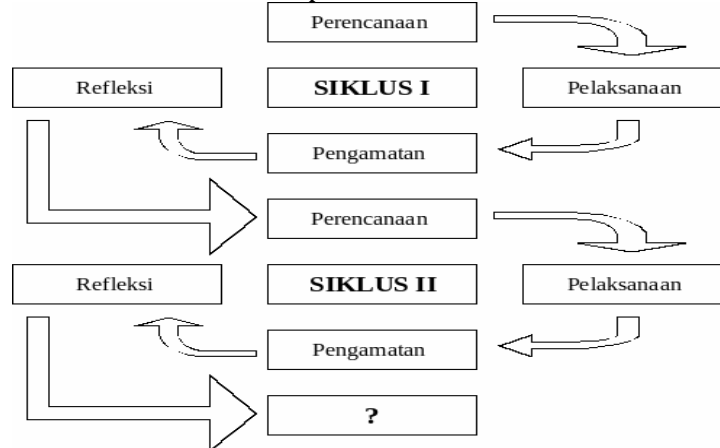 Perencanaan
Refleksi
SIKLUS I
Pelaksanaan
Pengamatan
Perencanaan
Refleksi
SIKLUS II
Pelaksanaan
Pengamatan
?